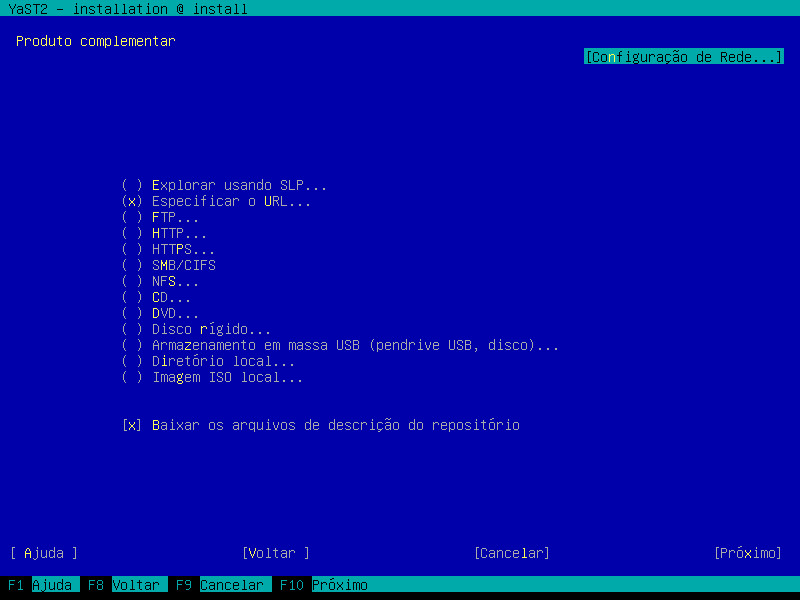 YaST2 - installation @ install
Produto complementar
[Configuração de Rede...]
( ) Explorar usando SLP...
(x) Especificar o URL...
( ) FTP...
( ) HTTP...
( ) HTTPS...
( ) SMB/CIFS
( ) NFS...
( ) CD...
( ) DVD...
( ) Disco rígido...
( ) Armazenamento em massa USB (pendrive USB, disco)...
( ) Diretório local...
( ) Imagem ISO local...
[x] Baixar os arquivos de descrição do repositório
[ Ajuda ] [Voltar ] [Cancelar] [Próximo]
F1 Ajuda F8 Voltar F9 Cancelar F10 Próximo